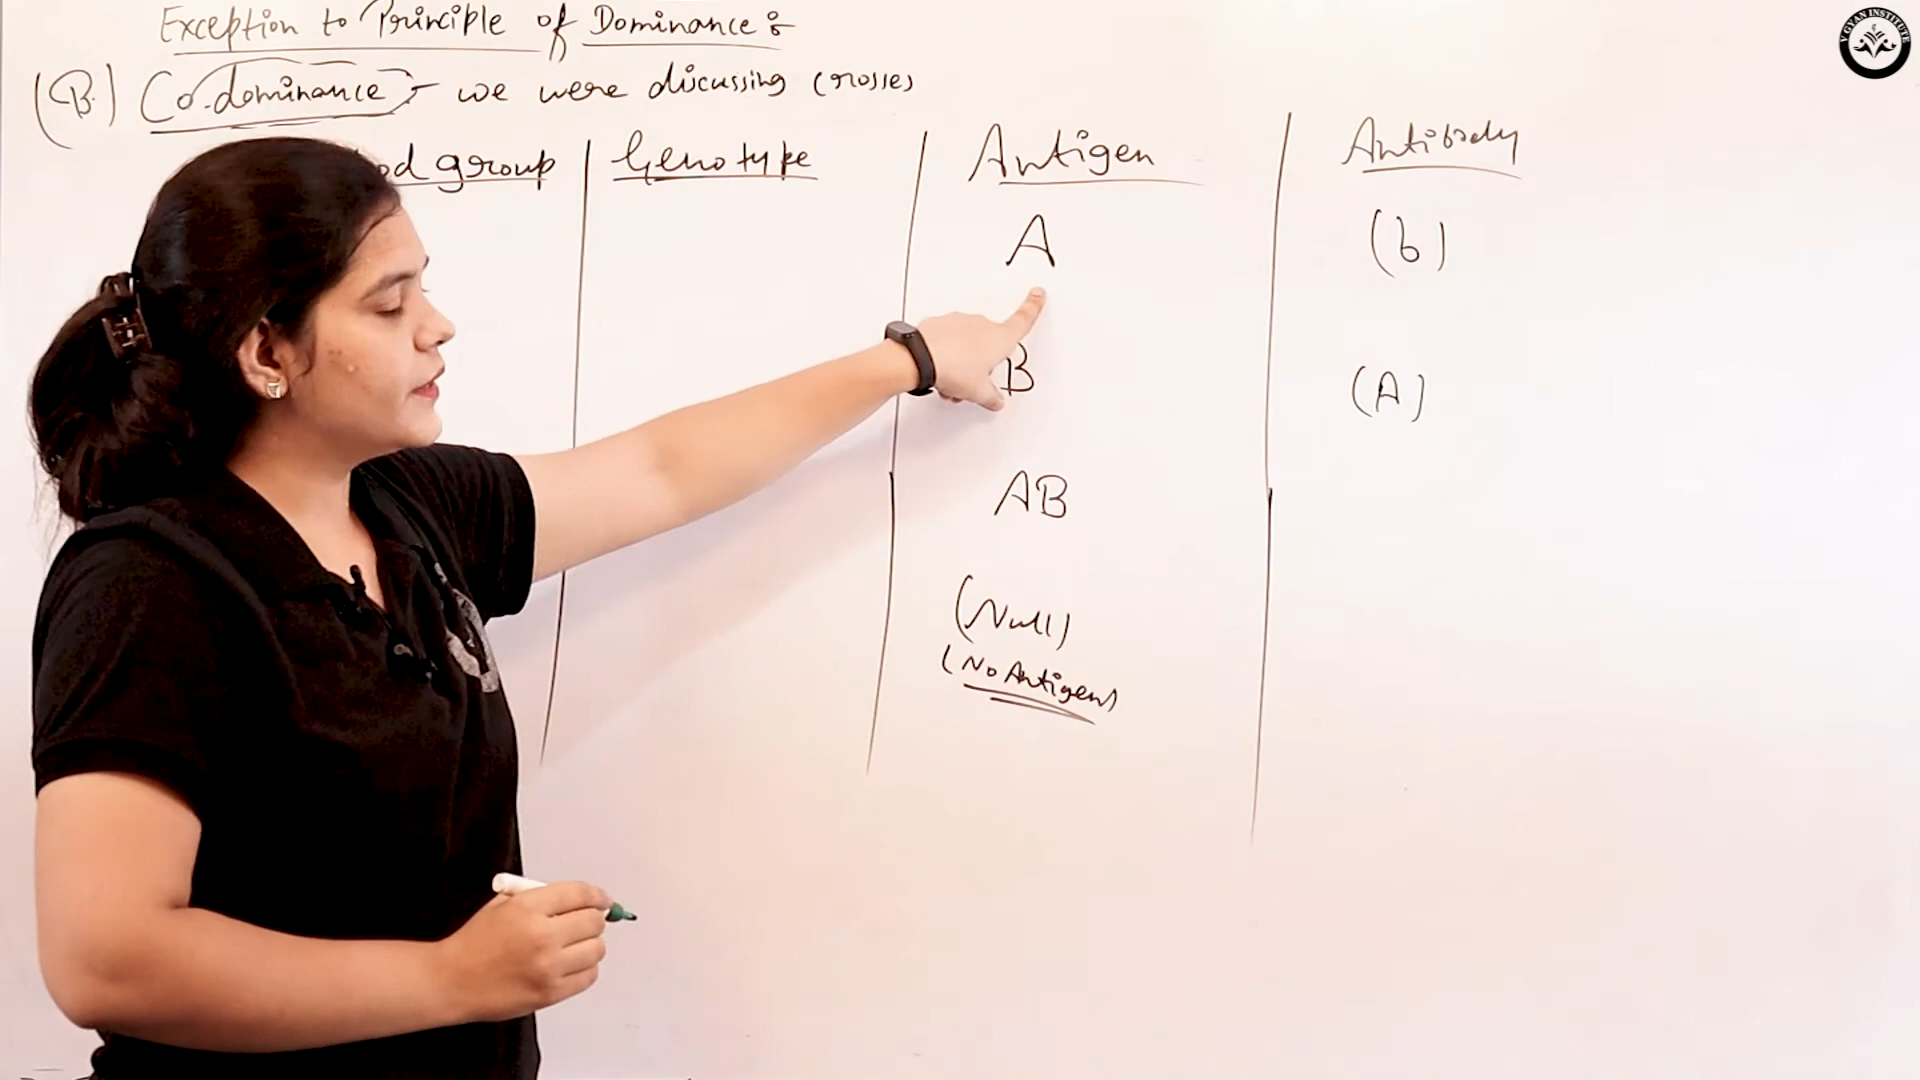 Exception to Principle of Dominance :-
(B.) Co-dominance :- we were discussing crosses
od group Genotype Antigen Antibody
A (b)
B (A)
AB
(Null)
(No Antigen)
V GYAN INSTITUTE